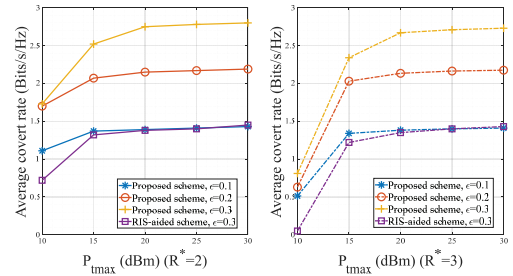 Average covert rate (Bits/s/Hz)
3
2.5
2
1.5
1
0.5
0
10 15 20 25 30
Proposed scheme, ϵ=0.1
Proposed scheme, ϵ=0.2
Proposed scheme, ϵ=0.3
RIS-aided scheme, ϵ=0.3
P_tmax (dBm) (R*=2)
Average covert rate (Bits/s/Hz)
3
2.5
2
1.5
1
0.5
0
10 15 20 25 30
Proposed scheme, ϵ=0.1
Proposed scheme, ϵ=0.2
Proposed scheme, ϵ=0.3
RIS-aided scheme, ϵ=0.3
P_tmax (dBm) (R*=3)